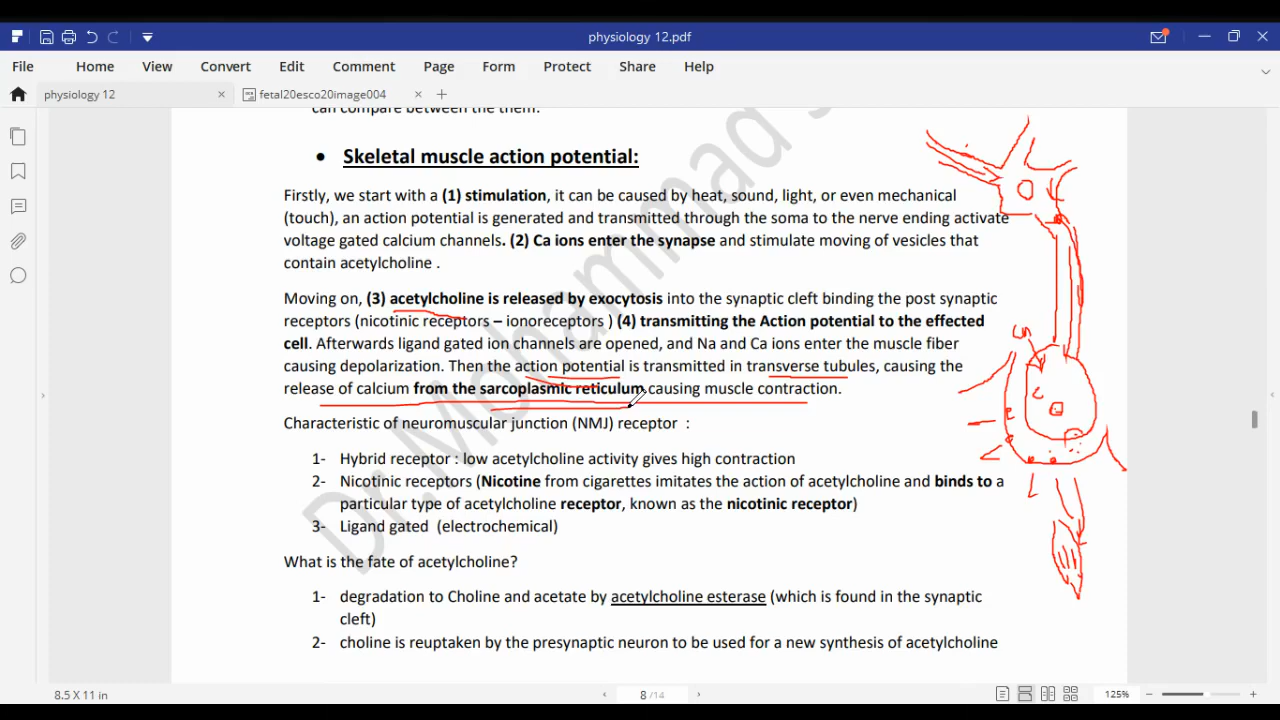 physiology 12.pdf
File Home View Convert Edit Comment Page Form Protect Share Help
physiology 12 fetal20esco20image004
can compare between the them.
• Skeletal muscle action potential:
Firstly, we start with a (1) stimulation, it can be caused by heat, sound, light, or even mechanical
(touch), an action potential is generated and transmitted through the soma to the nerve ending activate
voltage gated calcium channels. (2) Ca ions enter the synapse and stimulate moving of vesicles that
contain acetylcholine .
Moving on, (3) acetylcholine is released by exocytosis into the synaptic cleft binding the post synaptic
receptors (nicotinic receptors – ionoreceptors ) (4) transmitting the Action potential to the effected
cell. Afterwards ligand gated ion channels are opened, and Na and Ca ions enter the muscle fiber
causing depolarization. Then the action potential is transmitted in transverse tubules, causing the
release of calcium from the sarcoplasmic reticulum causing muscle contraction.
Characteristic of neuromuscular junction (NMJ) receptor :
1- Hybrid receptor : low acetylcholine activity gives high contraction
2- Nicotinic receptors (Nicotine from cigarettes imitates the action of acetylcholine and binds to a
particular type of acetylcholine receptor, known as the nicotinic receptor)
3- Ligand gated (electrochemical)
What is the fate of acetylcholine?
1- degradation to Choline and acetate by acetylcholine esterase (which is found in the synaptic
cleft)
2- choline is reuptaken by the presynaptic neuron to be used for a new synthesis of acetylcholine
Dr.Mohammad
8.5 X 11 in 8 /14 125%